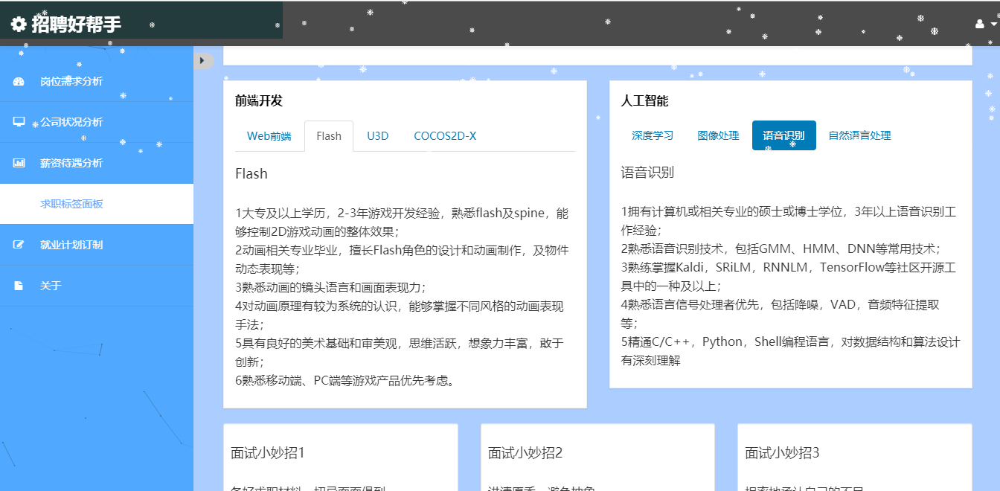 招聘好帮手
岗位需求分析
公司状况分析
薪资待遇分析
求职标签面板
就业计划订制
关于
前端开发
Web前端 Flash U3D COCOS2D-X
Flash
1大专及以上学历，2-3年游戏开发经验，熟悉flash及spine，能
够控制2D游戏动画的整体效果；
2动画相关专业毕业，擅长Flash角色的设计和动画制作，及物件
动态表现等；
3熟悉动画的镜头语言和画面表现力；
4对动画原理有较为系统的认识，能够掌握不同风格的动画表现
手法；
5具有良好的美术基础和审美观，思维活跃，想象力丰富，敢于
创新；
6熟悉移动端、PC端等游戏产品优先考虑。
人工智能
深度学习 图像处理 语音识别 自然语言处理
语音识别
1拥有计算机或相关专业的硕士或博士学位，3年以上语音识别工
作经验；
2熟悉语音识别技术，包括GMM、HMM、DNN等常用技术；
3熟练掌握Kaldi，SRiLM，RNNLM，TensorFlow等社区开源工
具中的一种及以上；
4熟悉语言信号处理者优先，包括降噪，VAD，音频特征提取
等；
5精通C/C++，Python，Shell编程语言，对数据结构和算法设计
有深刻理解
面试小妙招1
面试小妙招2
面试小妙招3